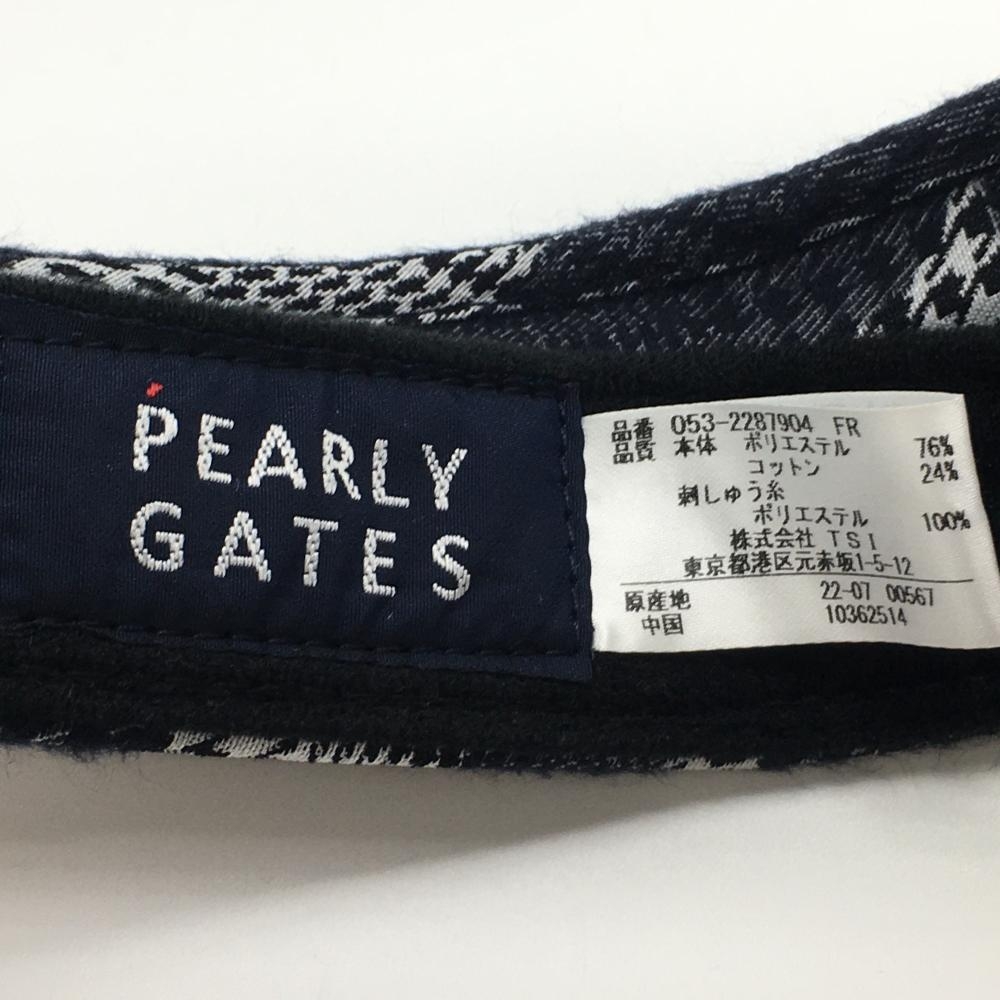 PEARLY
GATES
品番 053-2287904 FR
品質 本体 ポリエステル 76%
コットン 24%
刺しゅう糸
ポリエステル 100%
株式会社 TSI
東京都港区元赤坂1-5-12
原産地 22-07 00567
中国 10362514